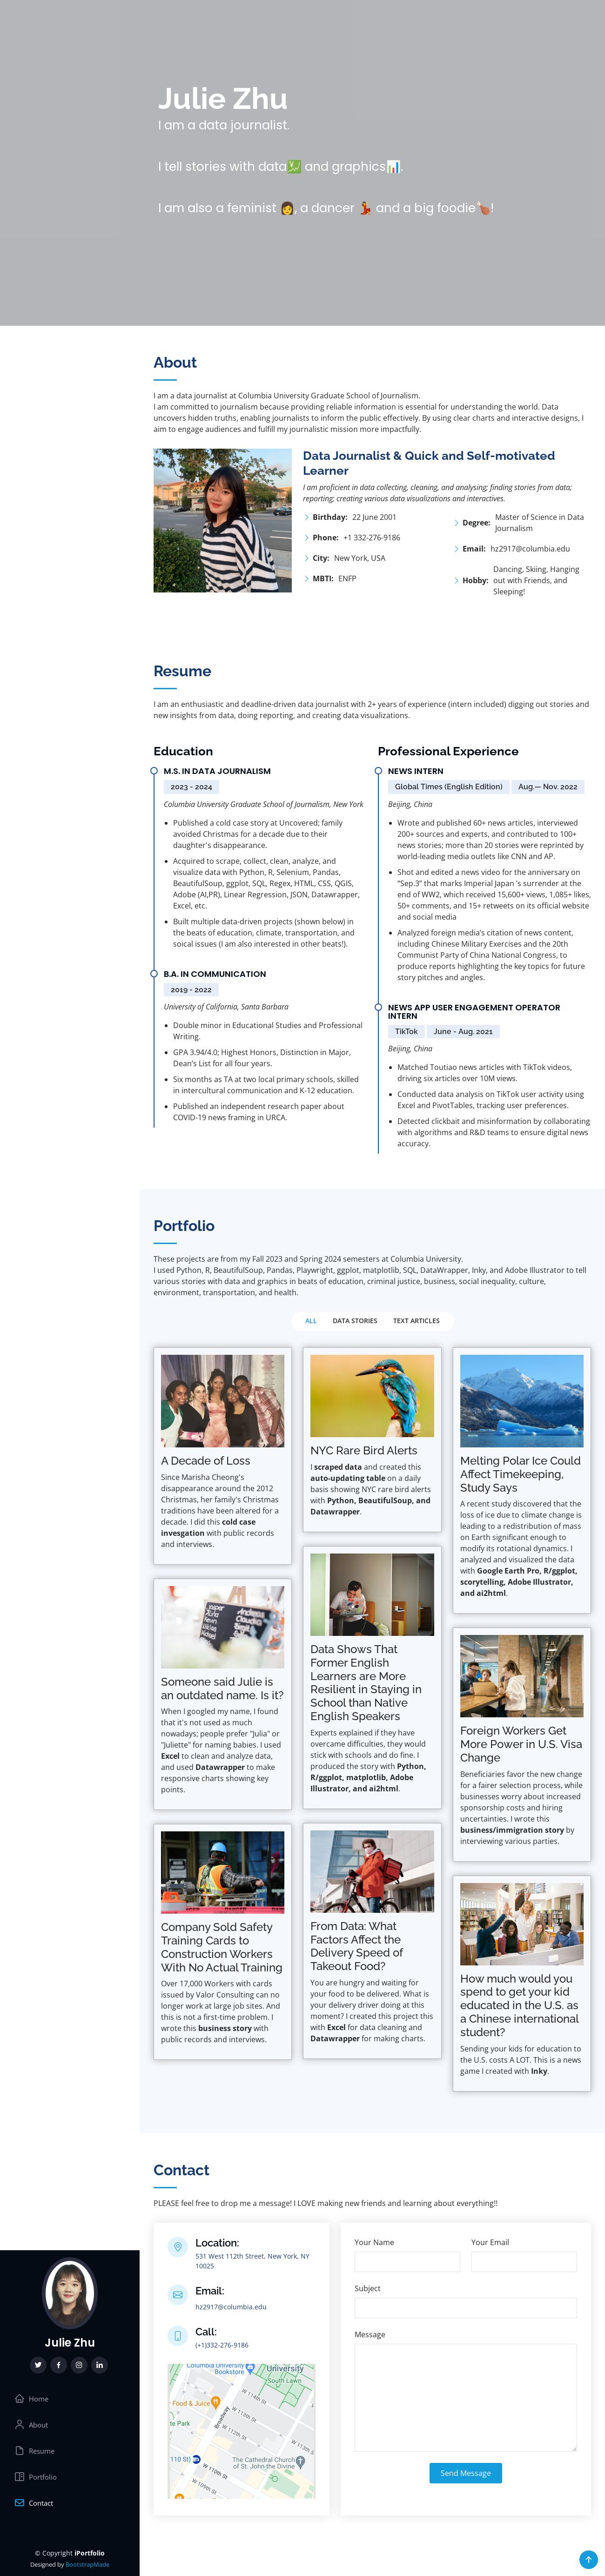 Julie Zhu
I am a data journalist.
I tell stories with data💹 and graphics📊.
I am also a feminist 👩, a dancer 💃 and a big foodie🍗!
About
I am a data journalist at Columbia University Graduate School of Journalism.
I am committed to journalism because providing reliable information is essential for understanding the world. Data
uncovers hidden truths, enabling journalists to inform the public effectively. By using clear charts and interactive designs, I
aim to engage audiences and fulfill my journalistic mission more impactfully.
Data Journalist & Quick and Self-motivated
Learner
I am proficient in data collecting, cleaning, and analysing; finding stories from data;
reporting; creating various data visualizations and interactives.
Birthday: 22 June 2001
Phone: +1 332-276-9186
City: New York, USA
MBTI: ENFP
Degree: Master of Science in Data
Journalism
Email: hz2917@columbia.edu
Hobby: Dancing, Skiing, Hanging
out with Friends, and
Sleeping!
Resume
I am an enthusiastic and deadline-driven data journalist with 2+ years of experience (intern included) digging out stories and
new insights from data, doing reporting, and creating data visualizations.
Education
M.S. IN DATA JOURNALISM
2023 - 2024
Columbia University Graduate School of Journalism, New York
Published a cold case story at Uncovered; family
avoided Christmas for a decade due to their
daughter's disappearance.
Acquired to scrape, collect, clean, analyze, and
visualize data with Python, R, Selenium, Pandas,
BeautifulSoup, ggplot, SQL, Regex, HTML, CSS, QGIS,
Adobe (AI,PR), Linear Regression, JSON, Datawrapper,
Excel, etc.
Built multiple data-driven projects (shown below) in
the beats of education, climate, transportation, and
soical issues (I am also interested in other beats!).
B.A. IN COMMUNICATION
2019 - 2022
University of California, Santa Barbara
Double minor in Educational Studies and Professional
Writing.
GPA 3.94/4.0; Highest Honors, Distinction in Major,
Dean's List for all four years.
Six months as TA at two local primary schools, skilled
in intercultural communication and K-12 education.
Published an independent research paper about
COVID-19 news framing in URCA.
Professional Experience
NEWS INTERN
Global Times (English Edition) Aug.— Nov. 2022
Beijing, China
Wrote and published 60+ news articles, interviewed
200+ sources and experts, and contributed to 100+
news stories; more than 20 stories were reprinted by
world-leading media outlets like CNN and AP.
Shot and edited a news video for the anniversary on
“Sep.3” that marks Imperial Japan 's surrender at the
end of WW2, which received 15,600+ views, 1,085+ likes,
50+ comments, and 15+ retweets on its official website
and social media
Analyzed foreign media's citation of news content,
including Chinese Military Exercises and the 20th
Communist Party of China National Congress, to
produce reports highlighting the key topics for future
story pitches and angles.
NEWS APP USER ENGAGEMENT OPERATOR
INTERN
TikTok June - Aug. 2021
Beijing, China
Matched Toutiao news articles with TikTok videos,
driving six articles over 10M views.
Conducted data analysis on TikTok user activity using
Excel and PivotTables, tracking user preferences.
Detected clickbait and misinformation by collaborating
with algorithms and R&D teams to ensure digital news
accuracy.
Portfolio
These projects are from my Fall 2023 and Spring 2024 semesters at Columbia University.
I used Python, R, BeautifulSoup, Pandas, Playwright, ggplot, matplotlib, SQL, DataWrapper, Inky, and Adobe Illustrator to tell
various stories with data and graphics in beats of education, criminal justice, business, social inequality, culture,
environment, transportation, and health.
ALL DATA STORIES TEXT ARTICLES
A Decade of Loss
Since Marisha Cheong's
disappearance around the 2012
Christmas, her family's Christmas
traditions have been altered for a
decade. I did this cold case
invesgation with public records
and interviews.
Someone said Julie is
an outdated name. Is it?
When I googled my name, I found
that it's not used as much
nowadays; people prefer "Julia" or
"Juliette" for naming babies. I used
Excel to clean and analyze data,
and used Datawrapper to make
responsive charts showing key
points.
Company Sold Safety
Training Cards to
Construction Workers
With No Actual Training
Over 17,000 Workers with cards
issued by Valor Consulting can no
longer work at large job sites. And
this is not a first-time problem. I
wrote this business story with
public records and interviews.
NYC Rare Bird Alerts
I scraped data and created this
auto-updating table on a daily
basis showing NYC rare bird alerts
with Python, BeautifulSoup, and
Datawrapper.
Data Shows That
Former English
Learners are More
Resilient in Staying in
School than Native
English Speakers
Experts explained if they have
overcame difficulties, they would
stick with schools and do fine. I
produced the story with Python,
R/ggplot, matplotlib, Adobe
Illustrator, and ai2html.
From Data: What
Factors Affect the
Delivery Speed of
Takeout Food?
You are hungry and waiting for
your food to be delivered. What is
your delivery driver doing at this
moment? I created this project this
with Excel for data cleaning and
Datawrapper for making charts.
Melting Polar Ice Could
Affect Timekeeping,
Study Says
A recent study discovered that the
loss of ice due to climate change is
leading to a redistribution of mass
on Earth significant enough to
modify its rotational dynamics. I
analyzed and visualized the data
with Google Earth Pro, R/ggplot,
scorytelling, Adobe Illustrator,
and ai2html.
Foreign Workers Get
More Power in U.S. Visa
Change
Beneficiaries favor the new change
for a fairer selection process, while
businesses worry about increased
sponsorship costs and hiring
uncertainties. I wrote this
business/immigration story by
interviewing various parties.
How much would you
spend to get your kid
educated in the U.S. as
a Chinese international
student?
Sending your kids for education to
the U.S. costs A LOT. This is a news
game I created with Inky.
Contact
PLEASE feel free to drop me a message! I LOVE making new friends and learning about everything!!
Location:
531 West 112th Street, New York, NY
10025
Email:
hz2917@columbia.edu
Call:
(+1)332-276-9186
Columbia University
Bookstore
University
South Lawn
Food & Juice
Broadway
te Park
W 111th St
110 St)
W 110th St
W 109th St
The Cathedral Church
of St. John the Divine
Your Name
Your Email
Subject
Message
Send Message
Julie Zhu
Home
About
Resume
Portfolio
Contact
© Copyright iPortfolio
Designed by BootstrapMade